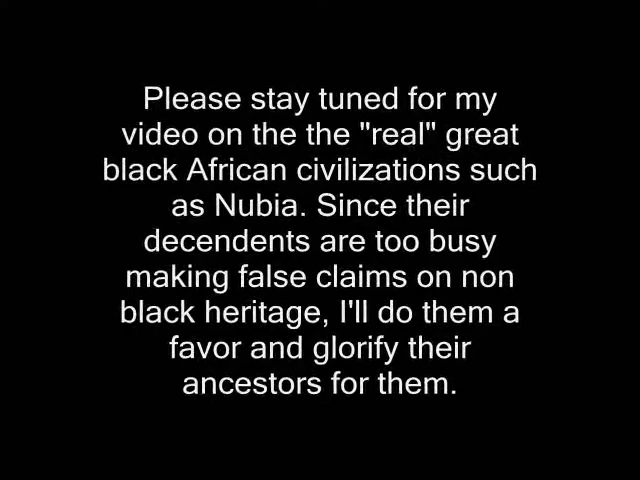 Please stay tuned for my
video on the the "real" great
black African civilizations such
as Nubia. Since their
decendents are too busy
making false claims on non
black heritage, I'll do them a
favor and glorify their
ancestors for them.